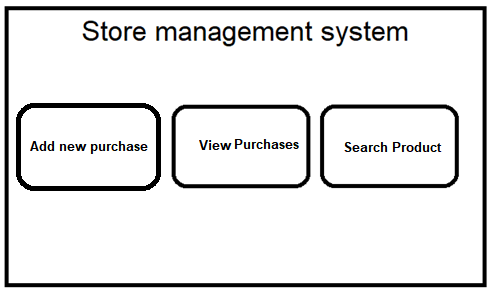 Store management system
Add new purchase
View Purchases
Search Product